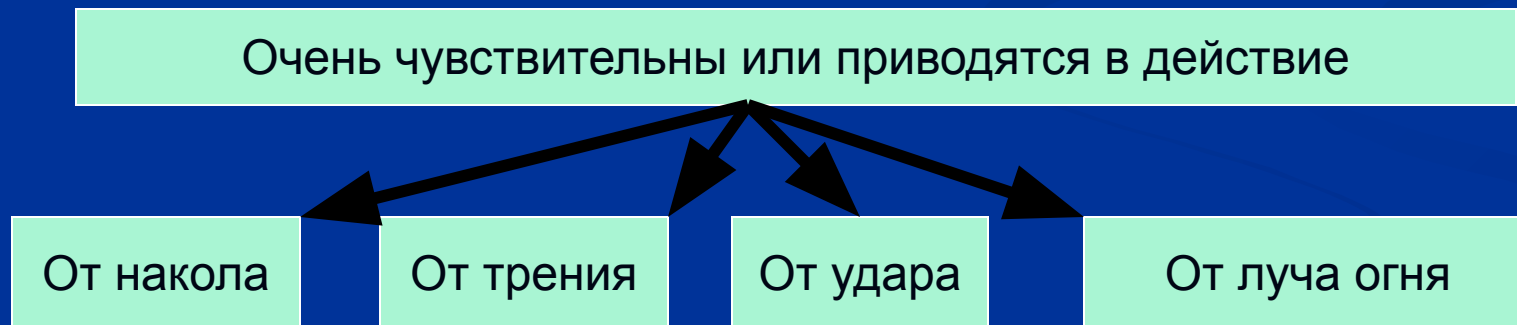 Очень чувствительны или приводятся в действие
От накола
От трения
От удара
От луча огня